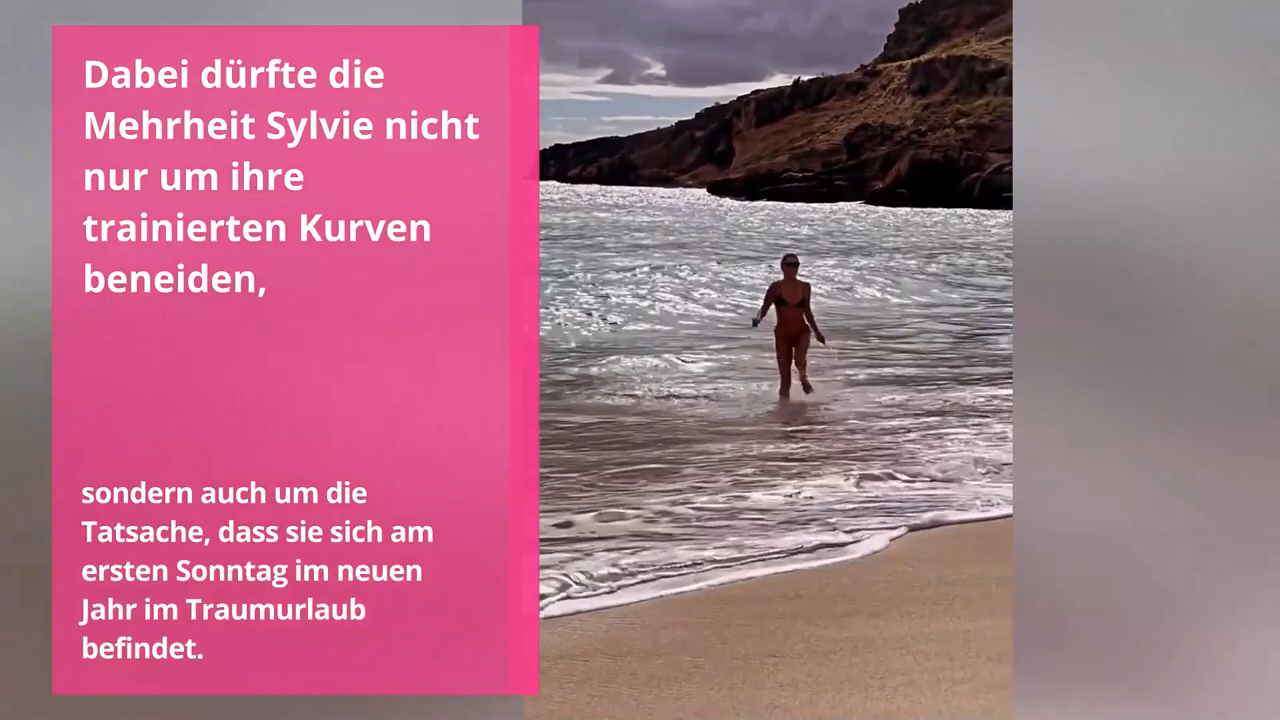 Dabei dürfte die
Mehrheit Sylvie nicht
nur um ihre
trainierten Kurven
beneiden,
sondern auch um die
Tatsache, dass sie sich am
ersten Sonntag im neuen
Jahr im Traumurlaub
befindet.